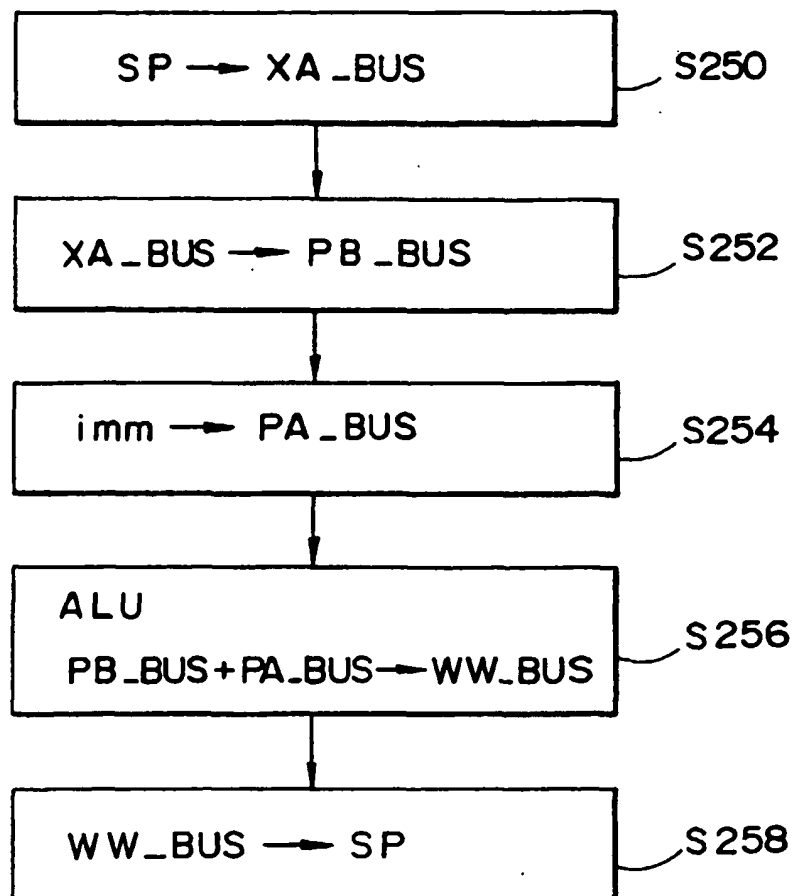 SP → XA_BUS
S250
XA_BUS → PB_BUS
S252
imm → PA_BUS
S254
ALU
PB_BUS+PA_BUS→WW_BUS
S256
WW_BUS → SP
S258